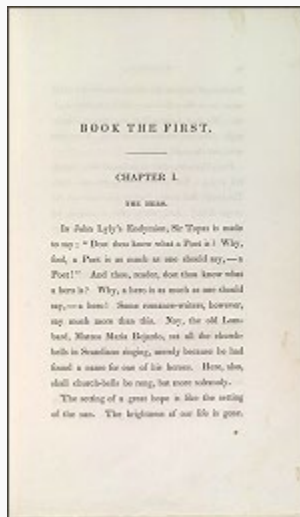 BOOK THE FIRST.
CHAPTER I.
THE HERO.
In John Lyly's Endymion, Sir Topas is made
to say: "Dost thou know what a Poet is? Why,
fool, a Poet is as much as one should say,—a
Poet!" And thou, reader, dost thou know what
a hero is? Why, a hero is as much as one should
say,—a hero! Some romance-writers, however,
say much more than this. Nay, the old Lom-
bard, Matteo Maria Bojardo, set all the church-
bells in Scandiano ringing, merely because he had
found a name for one of his heroes. Here, also,
shall church-bells be rung, but more solemnly.
The setting of a great hope is like the setting
of the sun. The brightness of our life is gone.